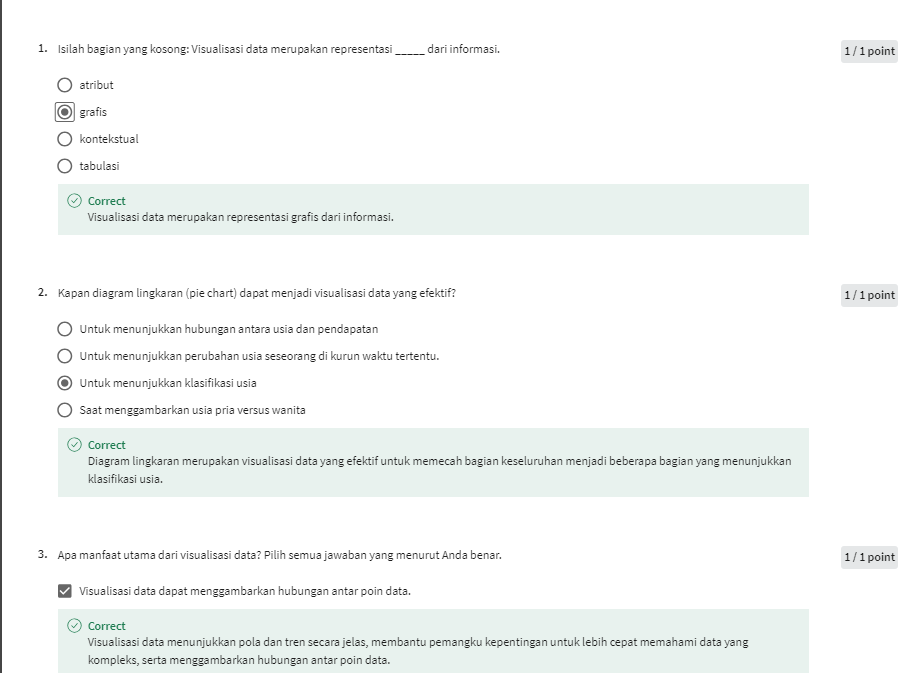 1. Isilah bagian yang kosong: Visualisasi data merupakan representasi _____ dari informasi.
1 / 1 point
atribut
grafis
kontekstual
tabulasi
Correct
Visualisasi data merupakan representasi grafis dari informasi.
2. Kapan diagram lingkaran (pie chart) dapat menjadi visualisasi data yang efektif?
1 / 1 point
Untuk menunjukkan hubungan antara usia dan pendapatan
Untuk menunjukkan perubahan usia seseorang di kurun waktu tertentu.
Untuk menunjukkan klasifikasi usia
Saat menggambarkan usia pria versus wanita
Correct
Diagram lingkaran merupakan visualisasi data yang efektif untuk memecah bagian keseluruhan menjadi beberapa bagian yang menunjukkan
klasifikasi usia.
3. Apa manfaat utama dari visualisasi data? Pilih semua jawaban yang menurut Anda benar.
1 / 1 point
Visualisasi data dapat menggambarkan hubungan antar poin data.
Correct
Visualisasi data menunjukkan pola dan tren secara jelas, membantu pemangku kepentingan untuk lebih cepat memahami data yang
kompleks, serta menggambarkan hubungan antar poin data.